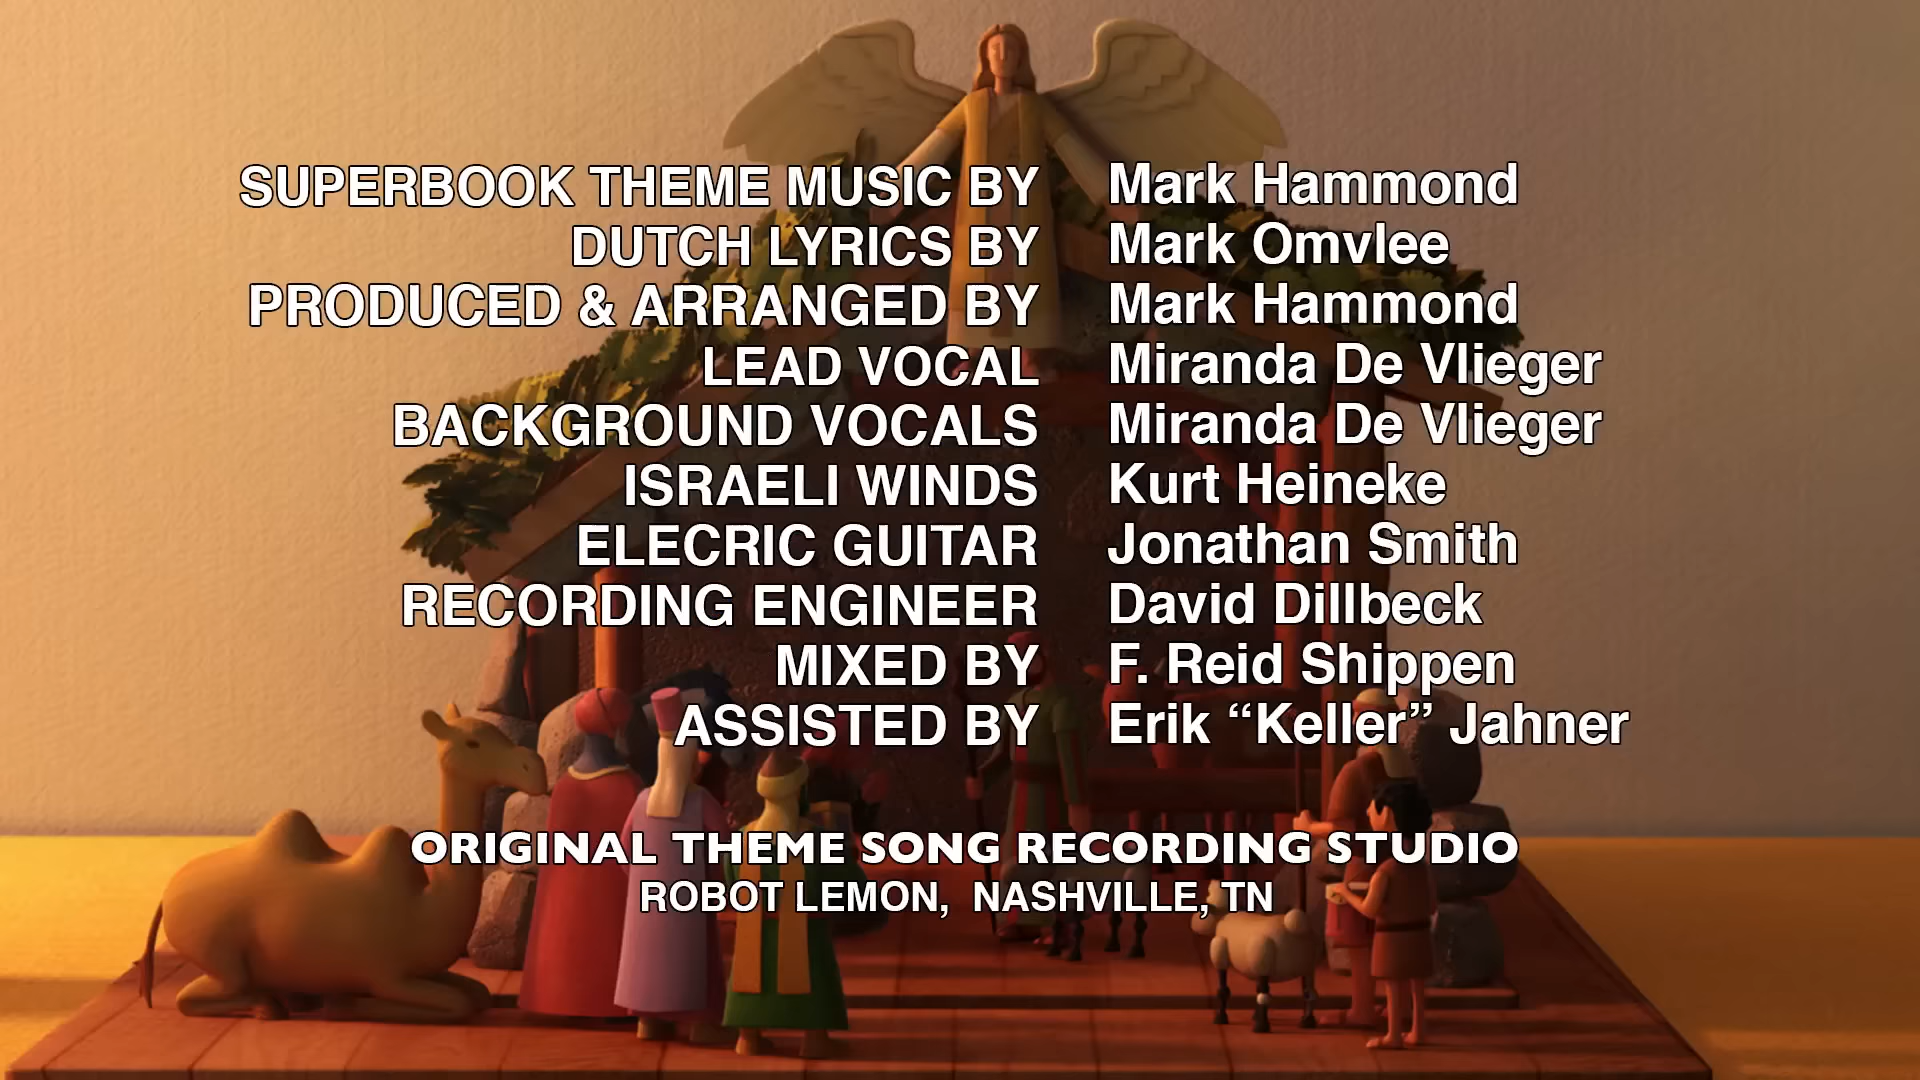 SUPERBOOK THEME MUSIC BY Mark Hammond
DUTCH LYRICS BY Mark Omvlee
PRODUCED & ARRANGED BY Mark Hammond
LEAD VOCAL Miranda De Vlieger
BACKGROUND VOCALS Miranda De Vlieger
ISRAELI WINDS Kurt Heineke
ELECRIC GUITAR Jonathan Smith
RECORDING ENGINEER David Dillbeck
MIXED BY F. Reid Shippen
ASSISTED BY Erik “Keller” Jahner
ORIGINAL THEME SONG RECORDING STUDIO
ROBOT LEMON, NASHVILLE, TN